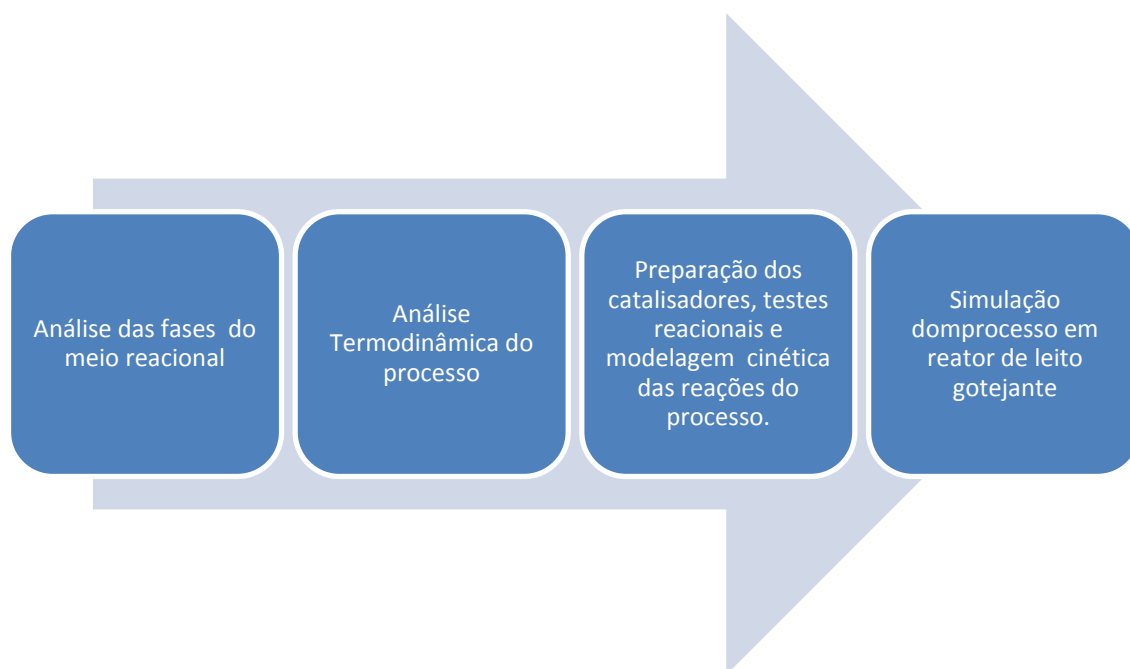 Análise das fases do
meio reacional
Análise
Termodinâmica do
processo
Preparação dos
catalisadores, testes
reacionais e
modelagem cinética
das reações do
processo.
Simulação
domprocesso em
reator de leito
gotejante